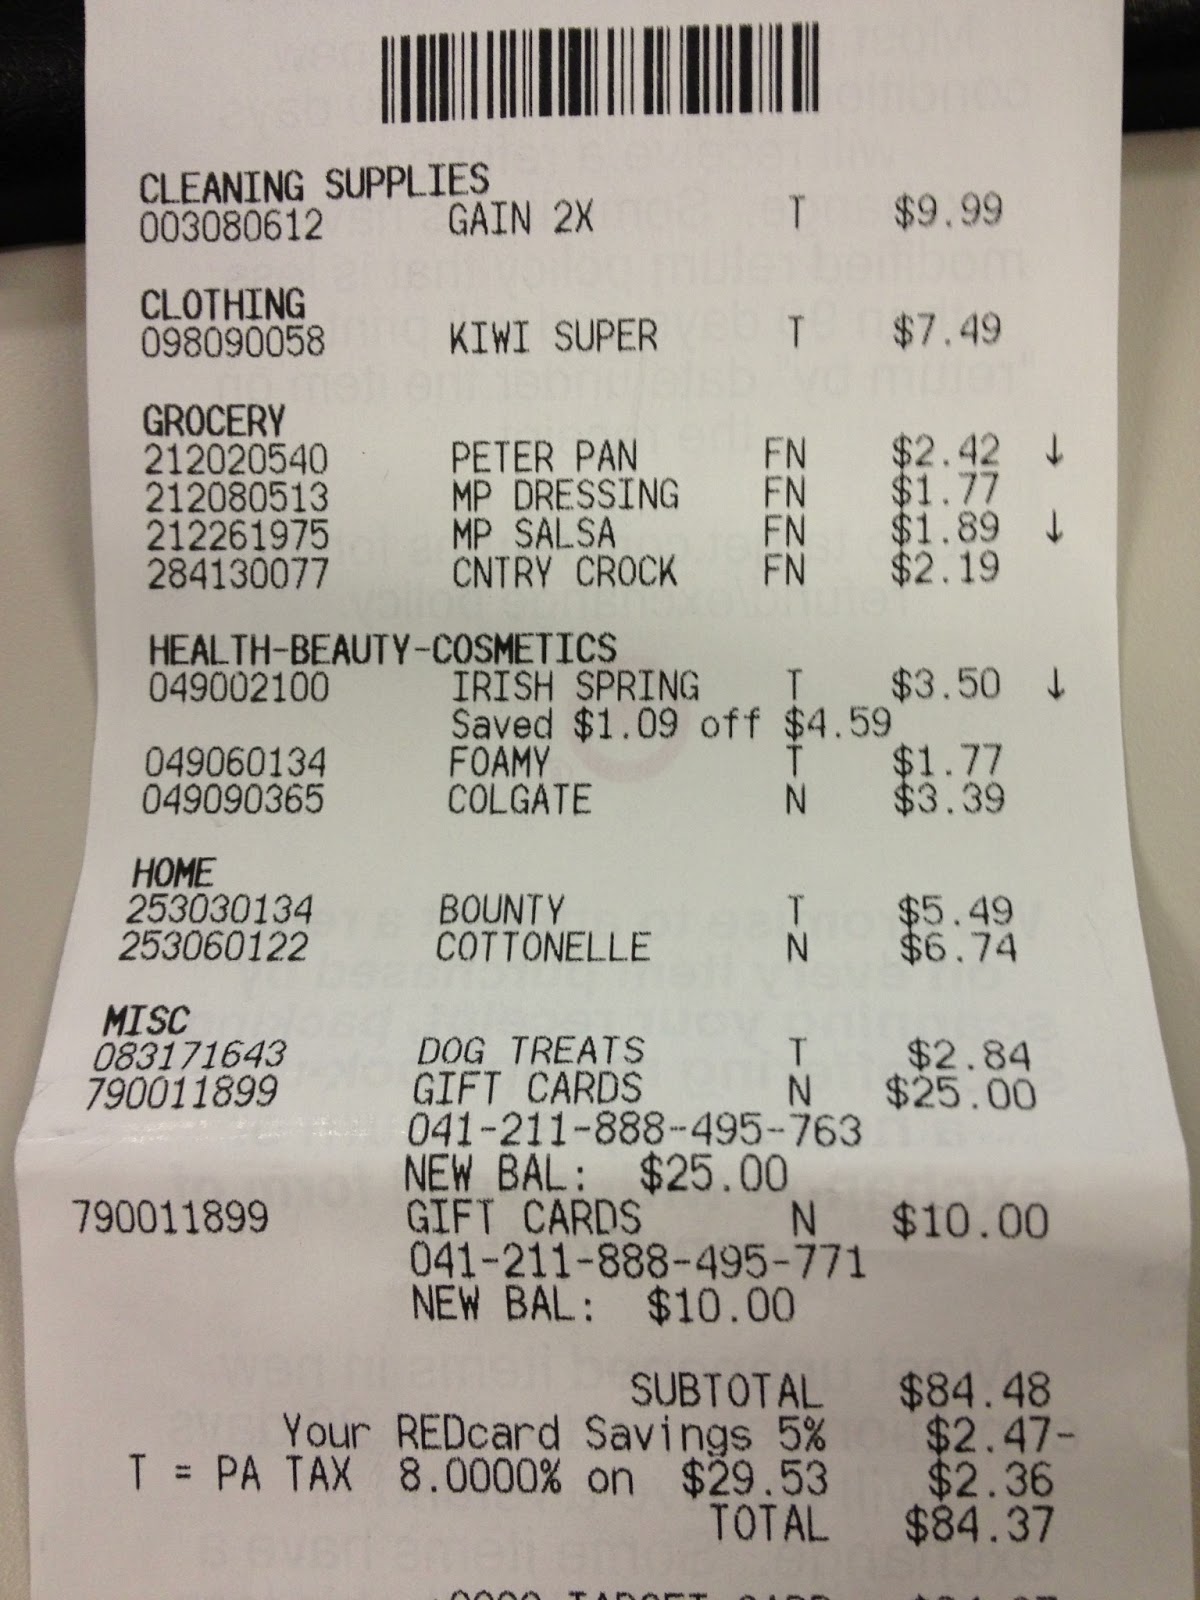 CLEANING SUPPLIES
003080612 GAIN 2X T $9.99
CLOTHING
098090058 KIWI SUPER T $7.49
GROCERY
212020540 PETER PAN FN $2.42 ↓
212080513 MP DRESSING FN $1.77
212261975 MP SALSA FN $1.89 ↓
284130077 CNTRY CROCK FN $2.19
HEALTH-BEAUTY-COSMETICS
049002100 IRISH SPRING T $3.50 ↓
Saved $1.09 off $4.59
049060134 FOAMY T $1.77
049090365 COLGATE N $3.39
HOME
253030134 BOUNTY T $5.49
253060122 COTTONELLE N $6.74
MISC
083171643 DOG TREATS T $2.84
790011899 GIFT CARDS N $25.00
041-211-888-495-763
NEW BAL: $25.00
790011899 GIFT CARDS N $10.00
041-211-888-495-771
NEW BAL: $10.00
SUBTOTAL $84.48
Your REDcard Savings 5% $2.47-
T = PA TAX 8.0000% on $29.53 $2.36
TOTAL $84.37
TARGET CARD